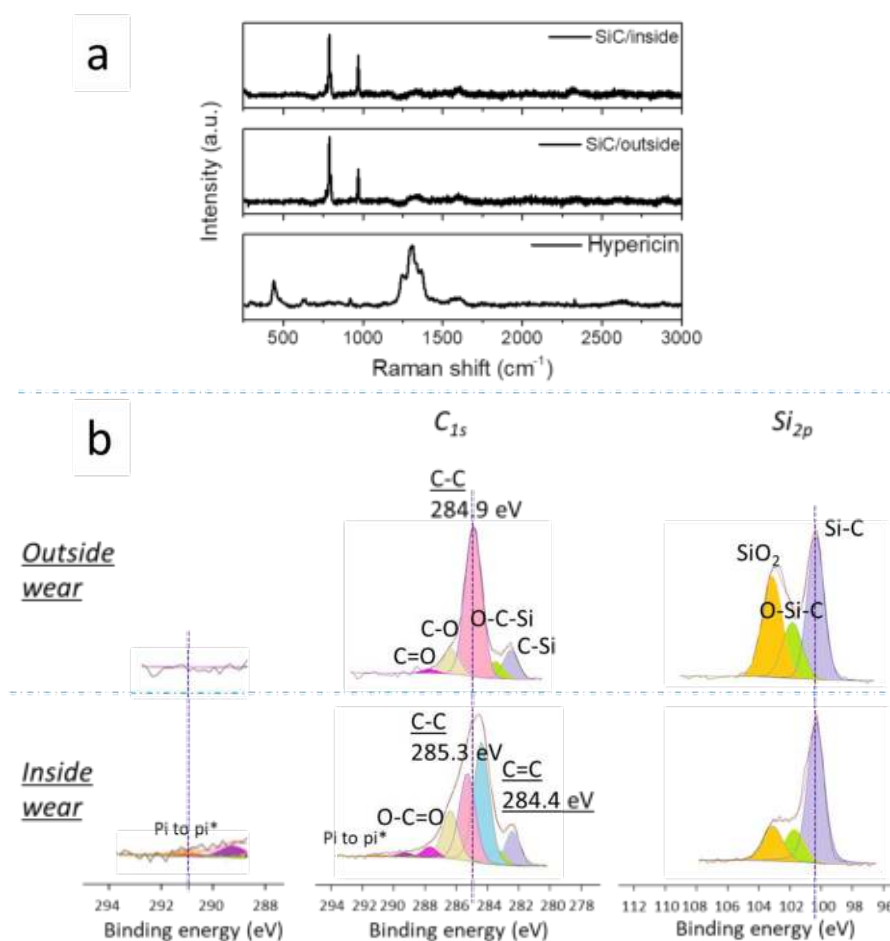 a
SiC/inside
SiC/outside
Hypericin
Intensity (a.u.)
500 1000 1500 2000 2500 3000
Raman shift (cm⁻¹)
b
C₁ₛ
Si₂ₚ
Outside
wear
C-C
284.9 eV
C=O
C-O
O-C-Si
C-Si
SiO₂
O-Si-C
Si-C
Inside
wear
Pi to pi*
C-C
285.3 eV
C=C
284.4 eV
O-C=O
Pi to pi*
294 292 290 288
Binding energy (eV)
294 292 290 288 286 284 282 280 278
Binding energy (eV)
112 110 108 106 104 102 100 98 96
Binding energy (eV)